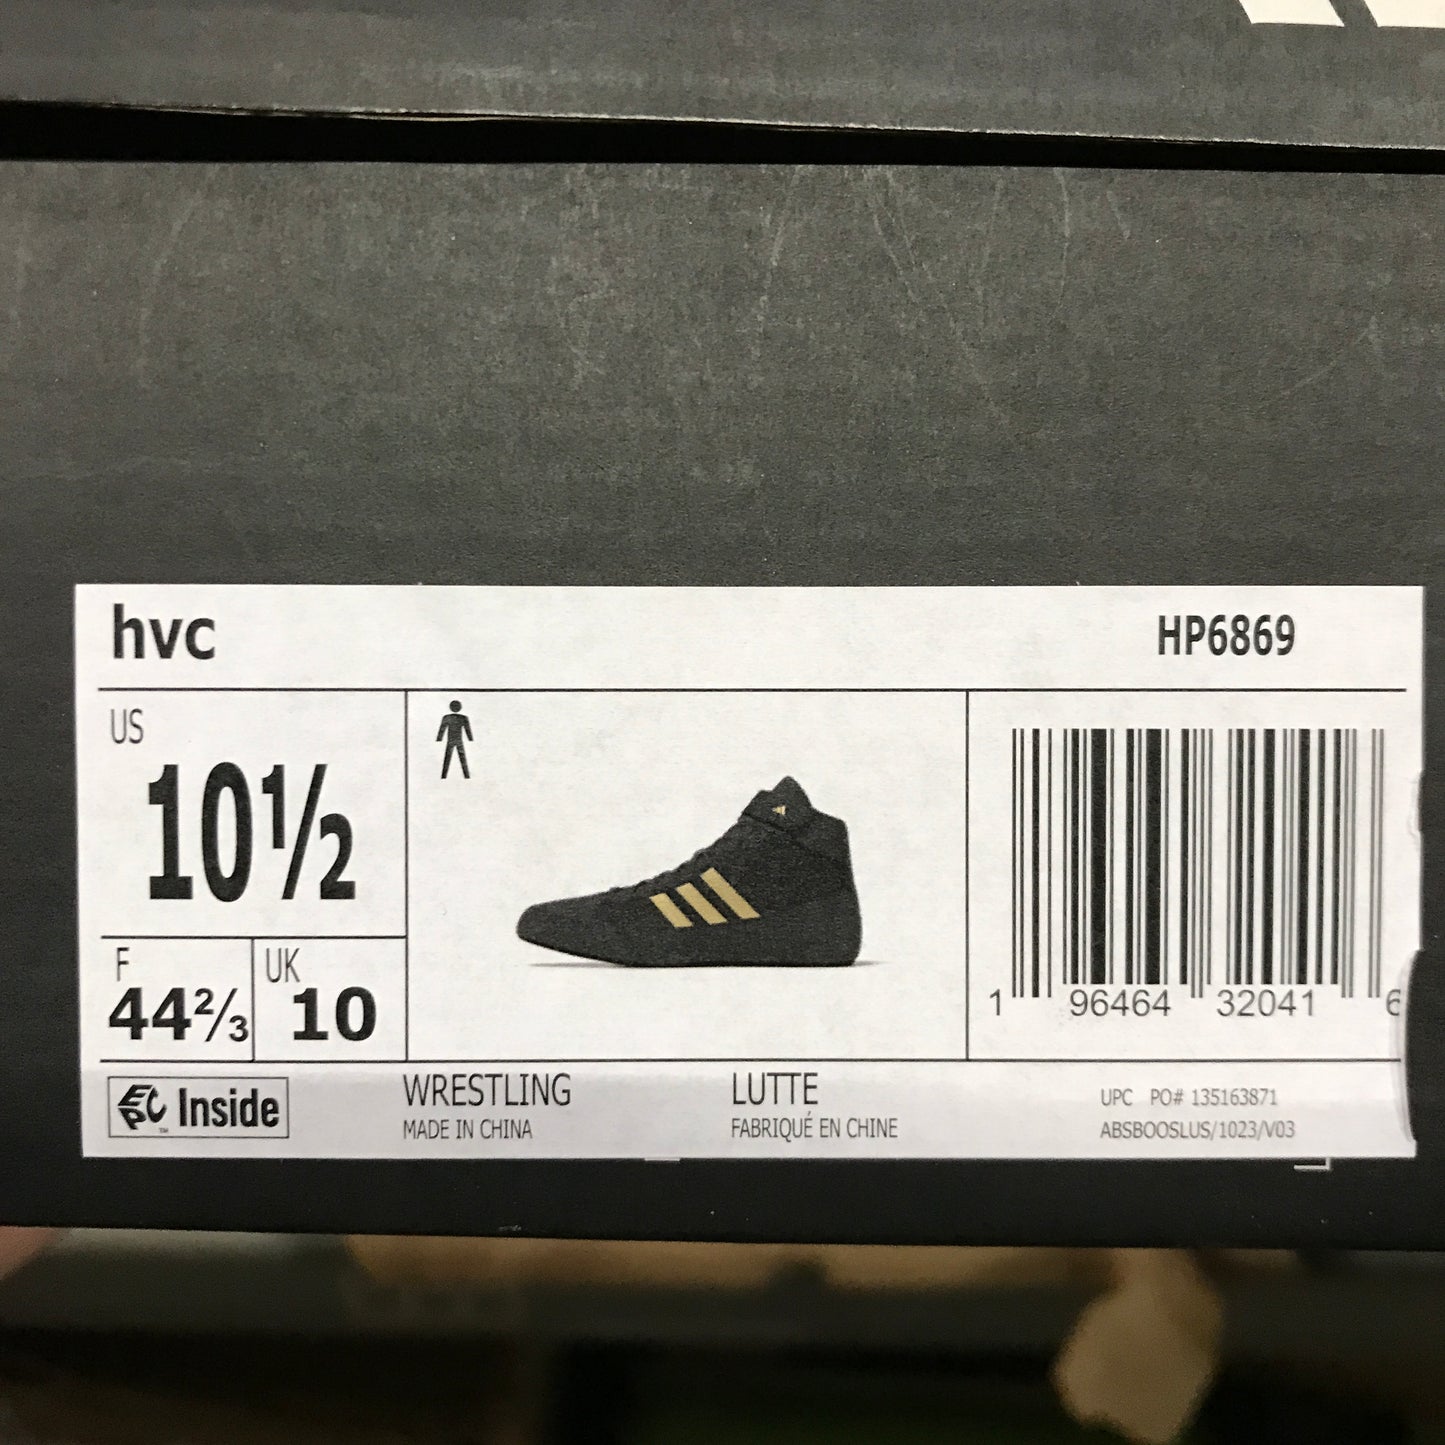 hvc
HP6869
US
10½
F
44⅔
UK
10
1 96464 32041 6
EPC Inside
WRESTLING
MADE IN CHINA
LUTTE
FABRIQUÉ EN CHINE
UPC PO# 135163871
ABSBOOSLUS/1023/V03